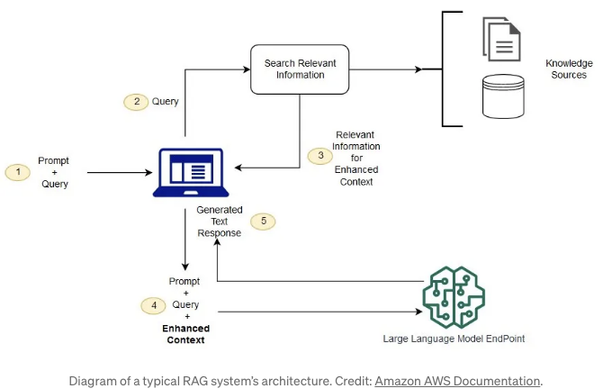 1
Prompt
+
Query
2
Query
Search Relevant
Information
Knowledge
Sources
3
Relevant
Information
for
Enhanced
Context
Generated
Text
Response
5
4
Prompt
+
Query
+
Enhanced
Context
Large Language Model EndPoint
Diagram of a typical RAG system's architecture. Credit: Amazon AWS Documentation.